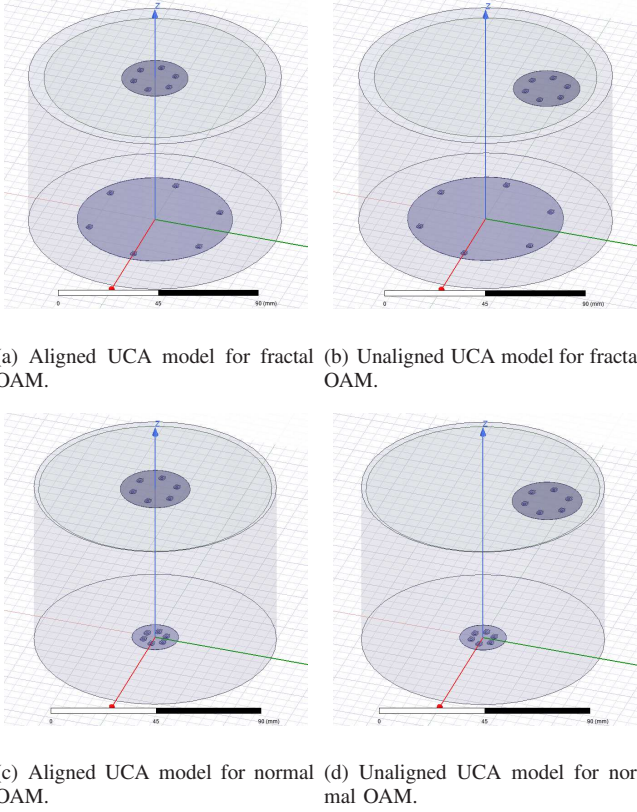 Z
Z
0 45 90 (mm)
0 45 90 (mm)
(a) Aligned UCA model for fractal
OAM.
(b) Unaligned UCA model for fracta
OAM.
Z
Z
0 45 90 (mm)
0 45 90 (mm)
(c) Aligned UCA model for normal
OAM.
(d) Unaligned UCA model for nor
mal OAM.